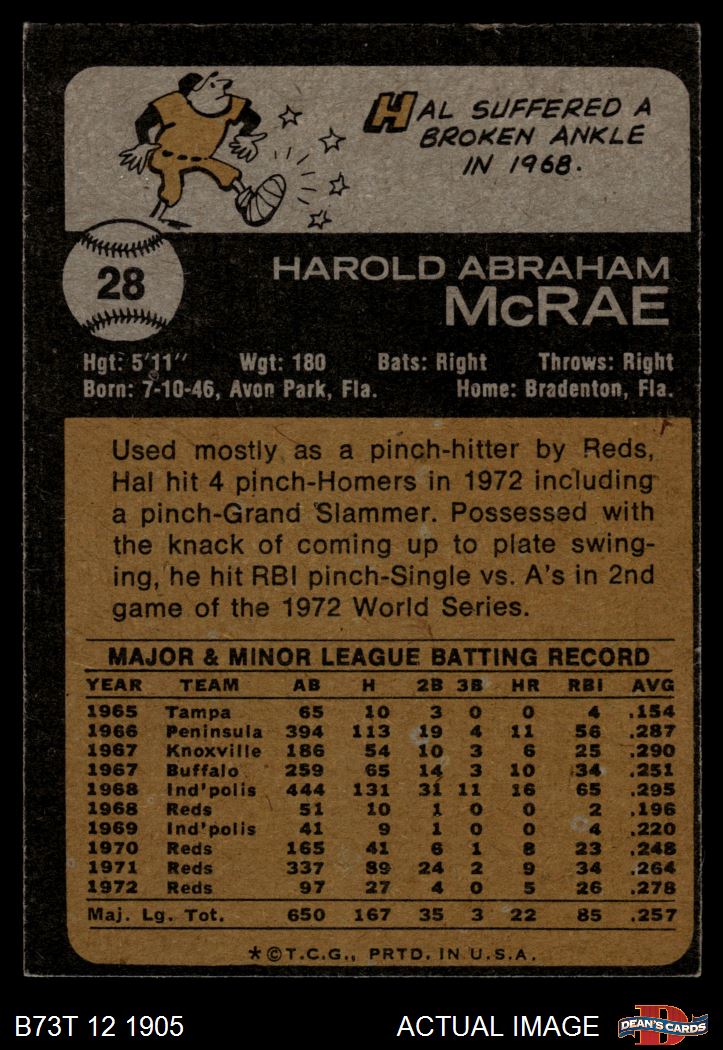 HAL SUFFERED A
BROKEN ANKLE
IN 1968.
28
HAROLD ABRAHAM
McRAE
Hgt: 5'11" Wgt: 180 Bats: Right Throws: Right
Born: 7-10-46, Avon Park, Fla. Home: Bradenton, Fla.
Used mostly as a pinch-hitter by Reds,
Hal hit 4 pinch-Homers in 1972 including
a pinch-Grand Slammer. Possessed with
the knack of coming up to plate swing-
ing, he hit RBI pinch-Single vs. A's in 2nd
game of the 1972 World Series.
MAJOR & MINOR LEAGUE BATTING RECORD
YEAR TEAM AB H 2B 3B HR RBI AVG
1965 Tampa 65 10 3 0 0 4 .154
1966 Peninsula 394 113 19 4 11 56 .287
1967 Knoxville 186 54 10 3 6 25 .290
1967 Buffalo 259 65 14 3 10 34 .251
1968 Ind'polis 444 131 31 11 16 65 .295
1968 Reds 51 10 1 0 0 2 .196
1969 Ind'polis 41 9 1 0 0 4 .220
1970 Reds 165 41 6 1 8 23 .248
1971 Reds 337 89 24 2 9 34 .264
1972 Reds 97 27 4 0 5 26 .278
Maj. Lg. Tot. 650 167 35 3 22 85 .257
*©T.C.G., PRTD. IN U.S.A.
B73T 12 1905 ACTUAL IMAGE
D
DEAN'S CARDS